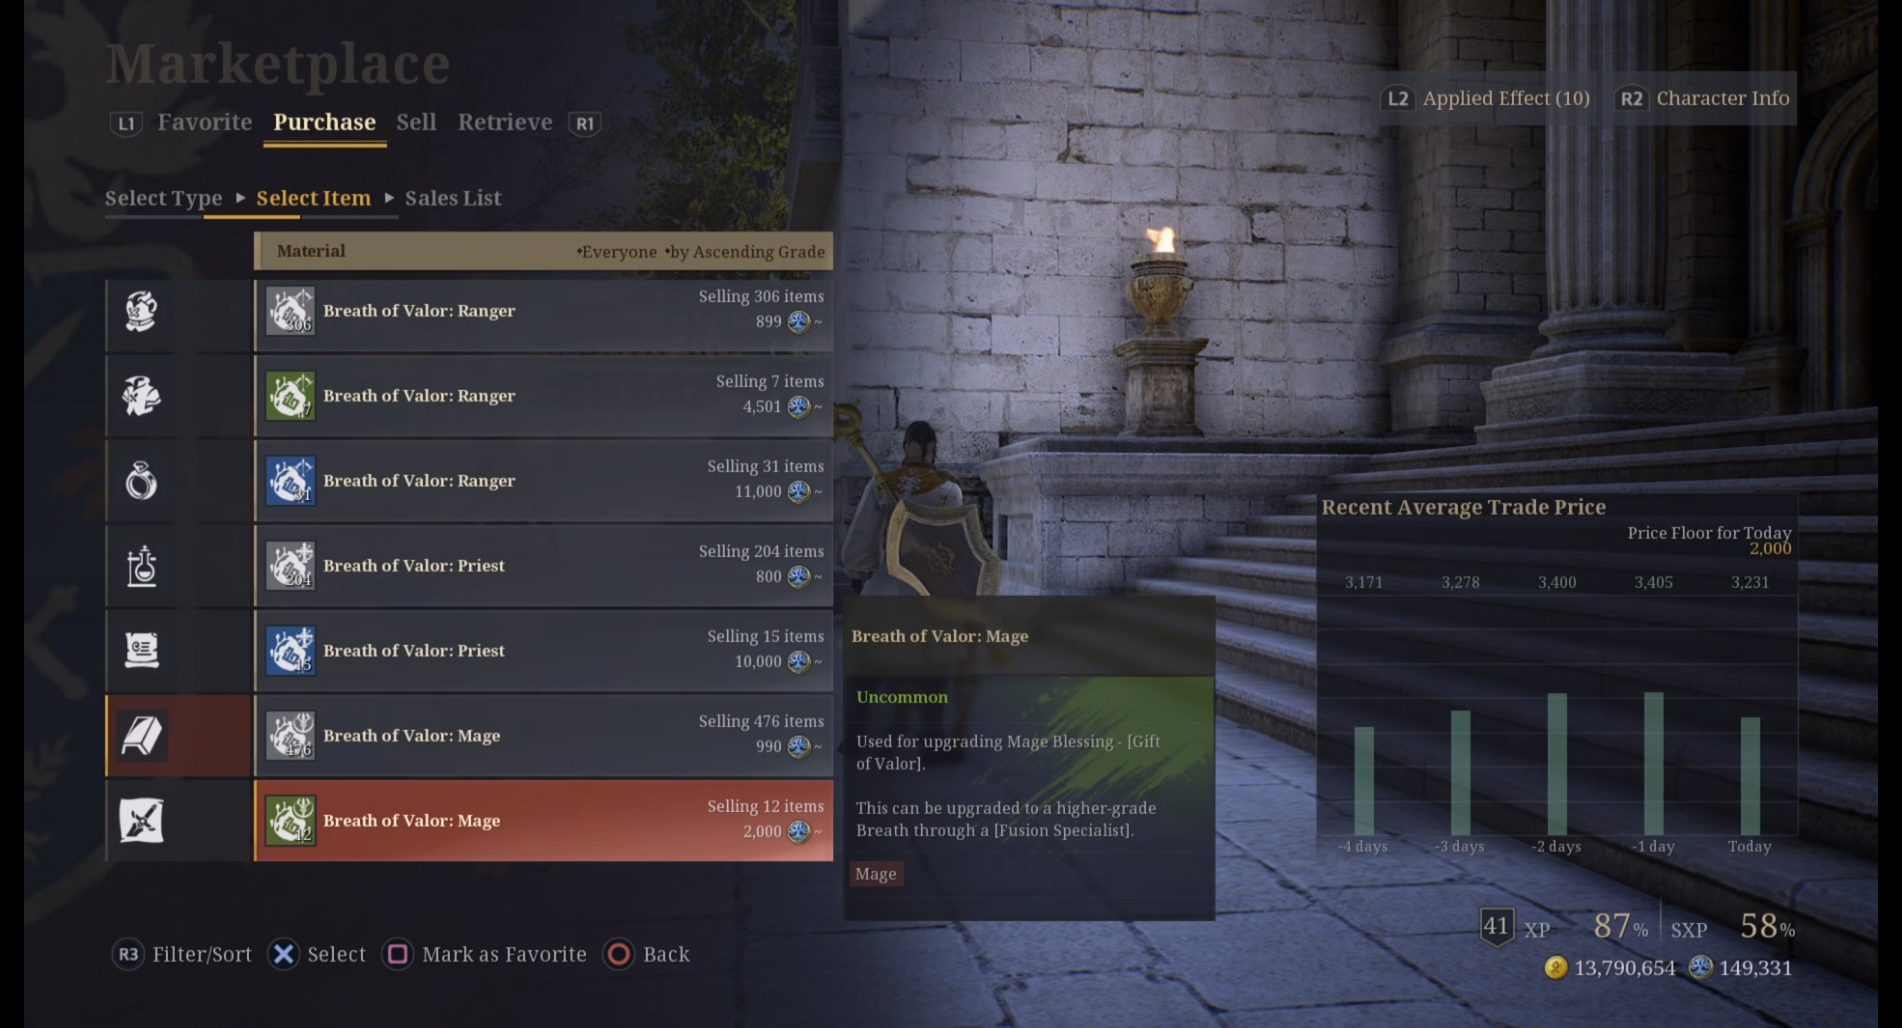 Marketplace
L1 Favorite Purchase Sell Retrieve R1
L2 Applied Effect (10) R2 Character Info
Select Type ▸ Select Item ▸ Sales List
Material •Everyone •by Ascending Grade
Breath of Valor: Ranger
Selling 306 items
899 ~
306
Breath of Valor: Ranger
Selling 7 items
4,501 ~
7
Breath of Valor: Ranger
Selling 31 items
11,000 ~
31
Breath of Valor: Priest
Selling 204 items
800 ~
204
Breath of Valor: Priest
Selling 15 items
10,000 ~
15
Breath of Valor: Mage
Selling 476 items
990 ~
476
Breath of Valor: Mage
Selling 12 items
2,000 ~
12
Breath of Valor: Mage
Uncommon
Used for upgrading Mage Blessing - [Gift
of Valor].
This can be upgraded to a higher-grade
Breath through a [Fusion Specialist].
Mage
Recent Average Trade Price
Price Floor for Today
2,000
3,171 3,278 3,400 3,405 3,231
-4 days -3 days -2 days -1 day Today
41 XP 87% SXP 58%
13,790,654 149,331
R3 Filter/Sort Select Mark as Favorite Back